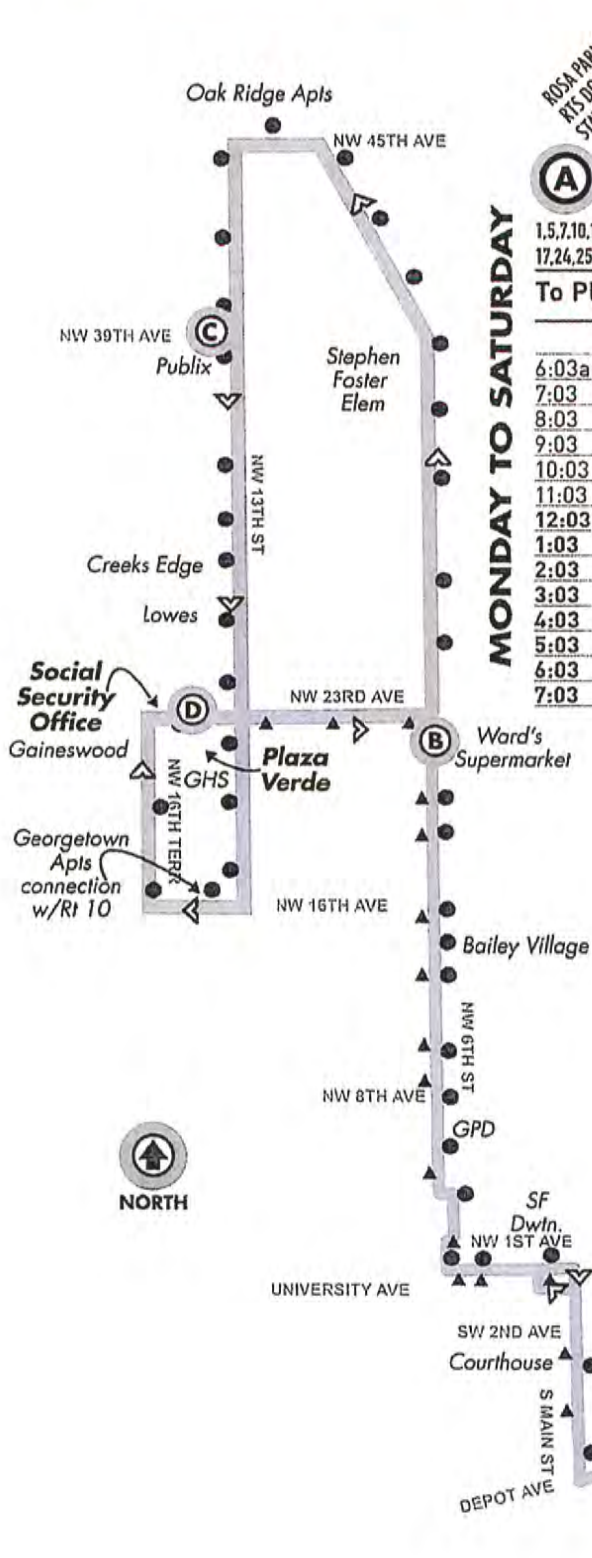 Oak Ridge Apts
NW 45TH AVE
ROSA
RTS
A
1,5,7,10,
17,24,25
MONDAY TO SATURDAY
6:03a
7:03
8:03
9:03
10:03
11:03
12:03
1:03
2:03
3:03
4:03
5:03
6:03
7:03
NW 39TH AVE
C
Publix
Stephen
Foster
Elem
NW 13TH ST
Creeks Edge
Lowes
Social
Security
Office
D
NW 23RD AVE
B
Ward's
Supermarket
Gaineswood
GHS
Plaza
Verde
NW 16TH TERR
Georgetown
Apts
connection
w/Rt 10
NW 16TH AVE
Bailey Village
NW 6TH ST
NW 8TH AVE
GPD
NORTH
SF
Dwtn.
NW 1ST AVE
UNIVERSITY AVE
SW 2ND AVE
Courthouse
S MAIN ST
DEPOT AVE